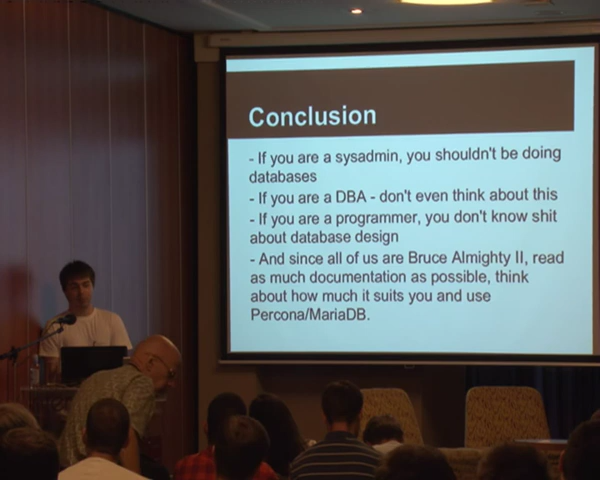 Conclusion
- If you are a sysadmin, you shouldn't be doing
databases
- If you are a DBA - don't even think about this
- If you are a programmer, you don't know shit
about database design
- And since all of us are Bruce Almighty II, read
as much documentation as possible, think
about how much it suits you and use
Percona/MariaDB.